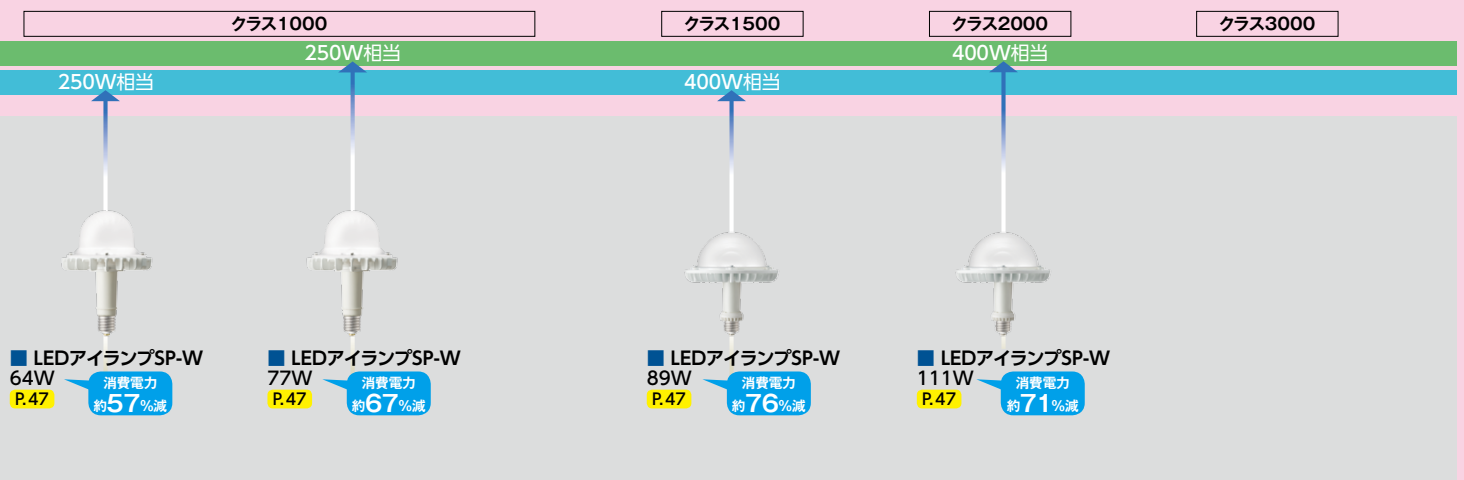 クラス1000
クラス1500
クラス2000
クラス3000
250W相当
400W相当
250W相当
400W相当
■ LEDアイランプSP-W
64W
消費電力
約57%減
P.47
■ LEDアイランプSP-W
77W
消費電力
約67%減
P.47
■ LEDアイランプSP-W
89W
消費電力
約76%減
P.47
■ LEDアイランプSP-W
111W
消費電力
約71%減
P.47